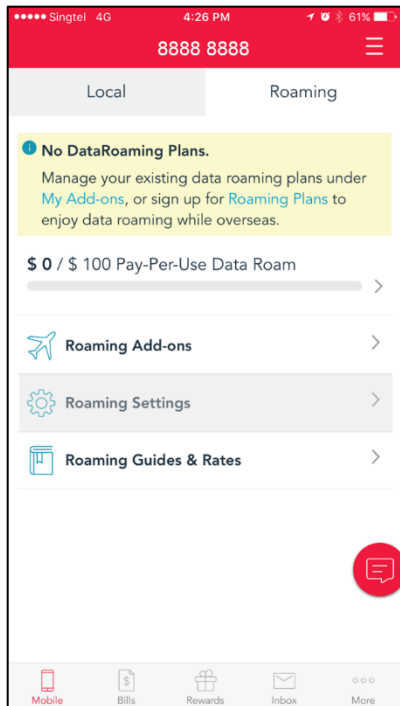 Singtel 4G 4:26 PM 61%
8888 8888
Local Roaming
No DataRoaming Plans.
Manage your existing data roaming plans under
My Add-ons, or sign up for Roaming Plans to
enjoy data roaming while overseas.
$ 0 / $ 100 Pay-Per-Use Data Roam
Roaming Add-ons
Roaming Settings
Roaming Guides & Rates
Mobile Bills Rewards Inbox More